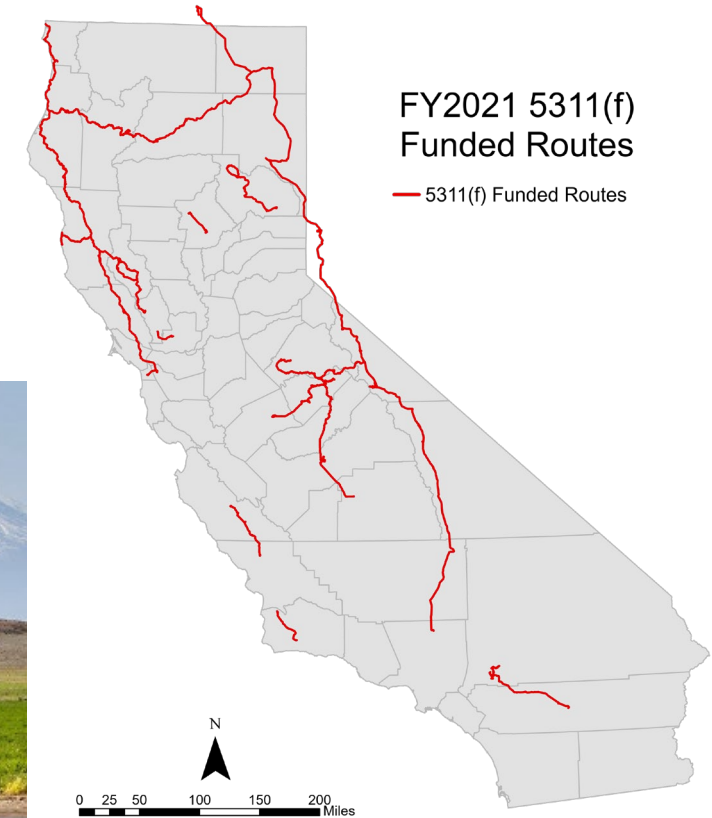 FY2021 5311(f)
Funded Routes
5311(f) Funded Routes
N
0 25 50 100 150 200
Miles